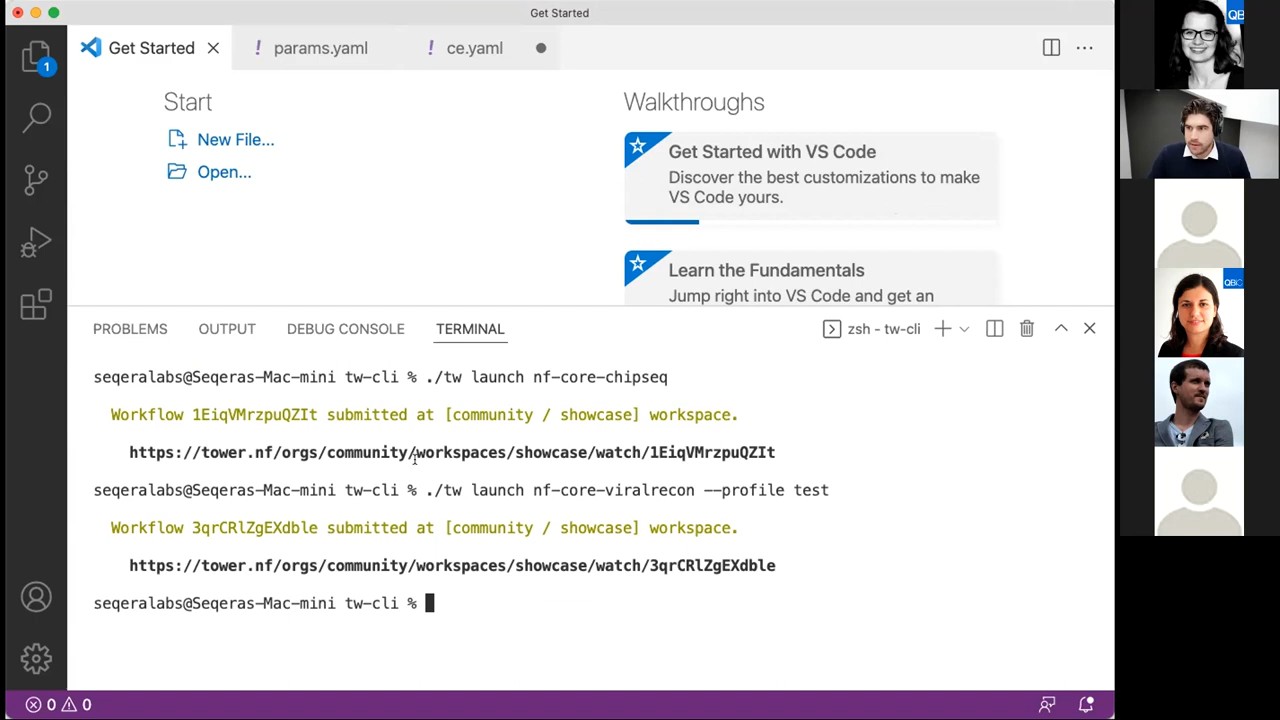 Get Started
Get Started
! params.yaml
! ce.yaml
1
Start
Walkthroughs
New File...
Open...
Get Started with VS Code
Discover the best customizations to make
VS Code yours.
Learn the Fundamentals
Jump right into VS Code and get an
PROBLEMS OUTPUT DEBUG CONSOLE TERMINAL
zsh - tw-cli
seqeralabs@Seqeras-Mac-mini tw-cli % ./tw launch nf-core-chipseq
Workflow 1EiqVMrzpuQZIt submitted at [community / showcase] workspace.
https://tower.nf/orgs/community/workspaces/showcase/watch/1EiqVMrzpuQZIt
seqeralabs@Seqeras-Mac-mini tw-cli % ./tw launch nf-core-viralrecon --profile test
Workflow 3qrCRlZgEXdble submitted at [community / showcase] workspace.
https://tower.nf/orgs/community/workspaces/showcase/watch/3qrCRlZgEXdble
seqeralabs@Seqeras-Mac-mini tw-cli %
0 0
QBiC